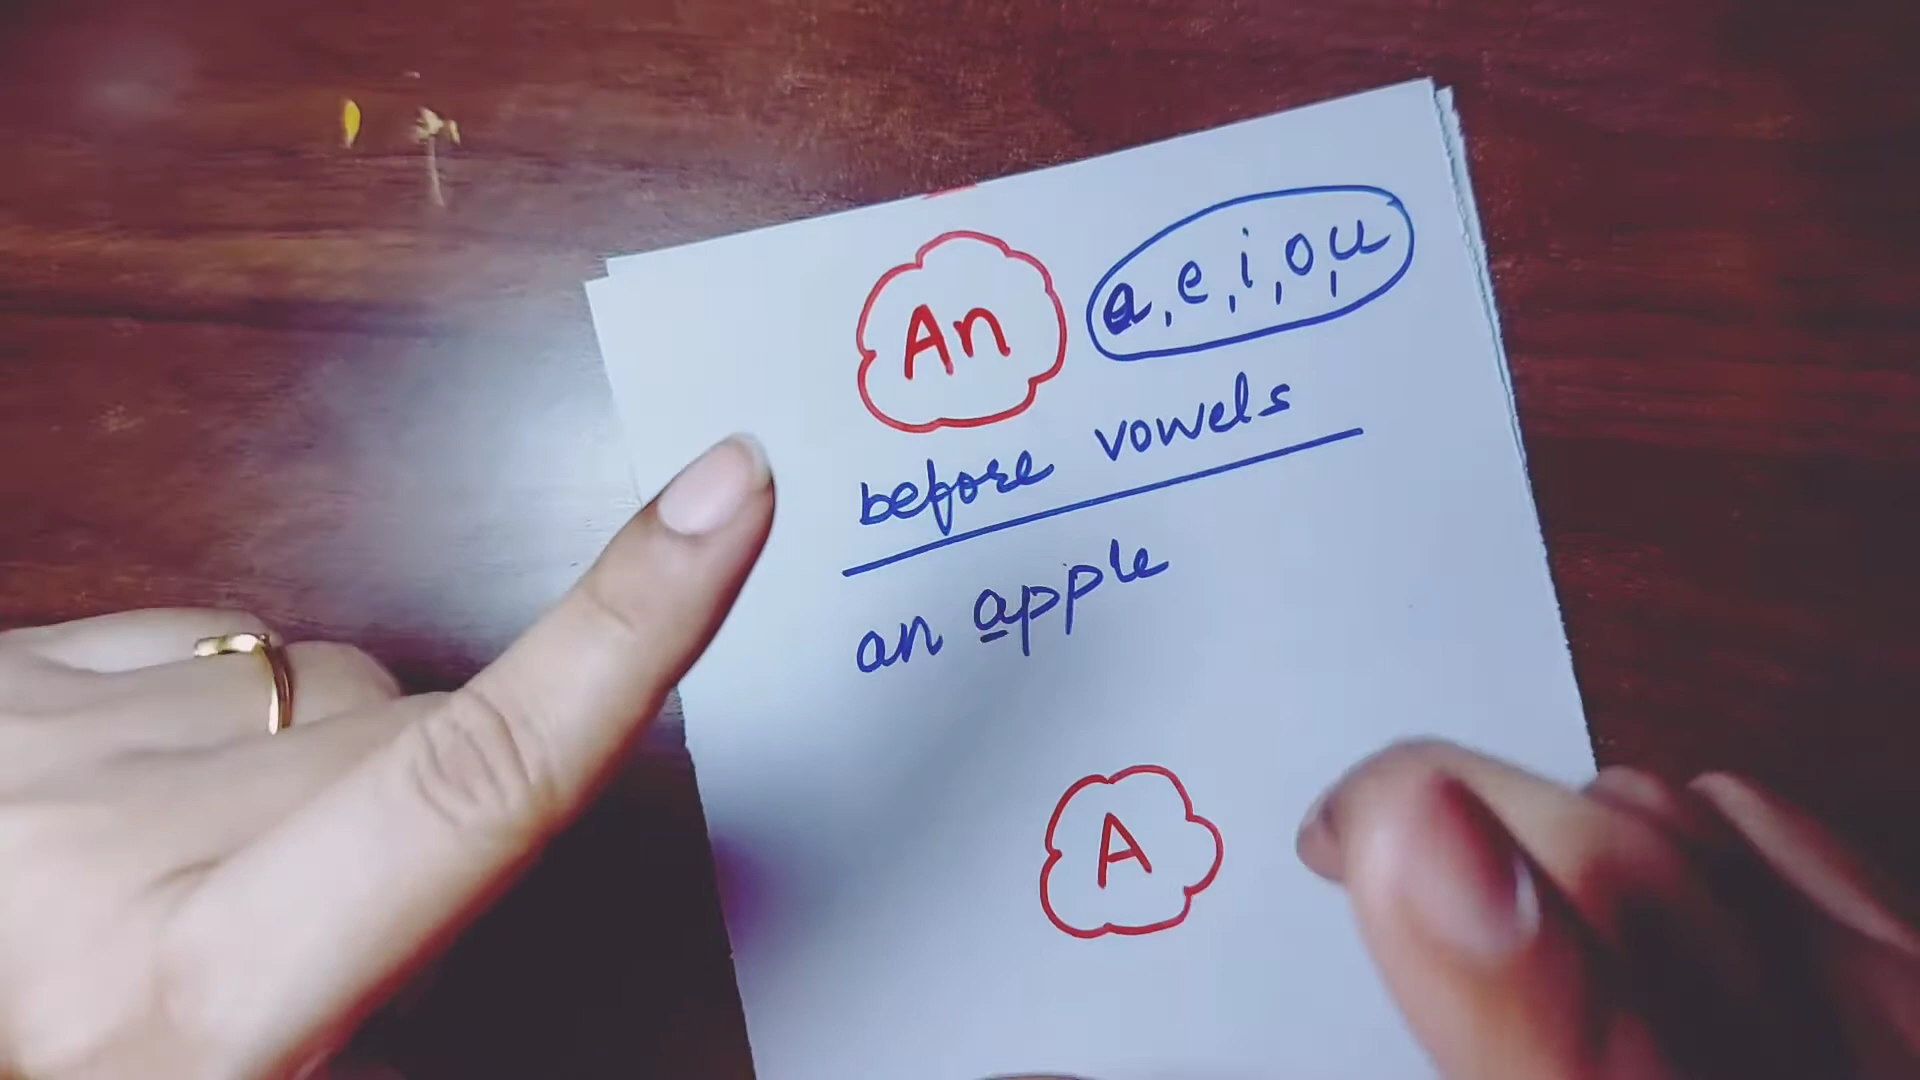 An a, e, i, o, u
before vowels
an apple
A